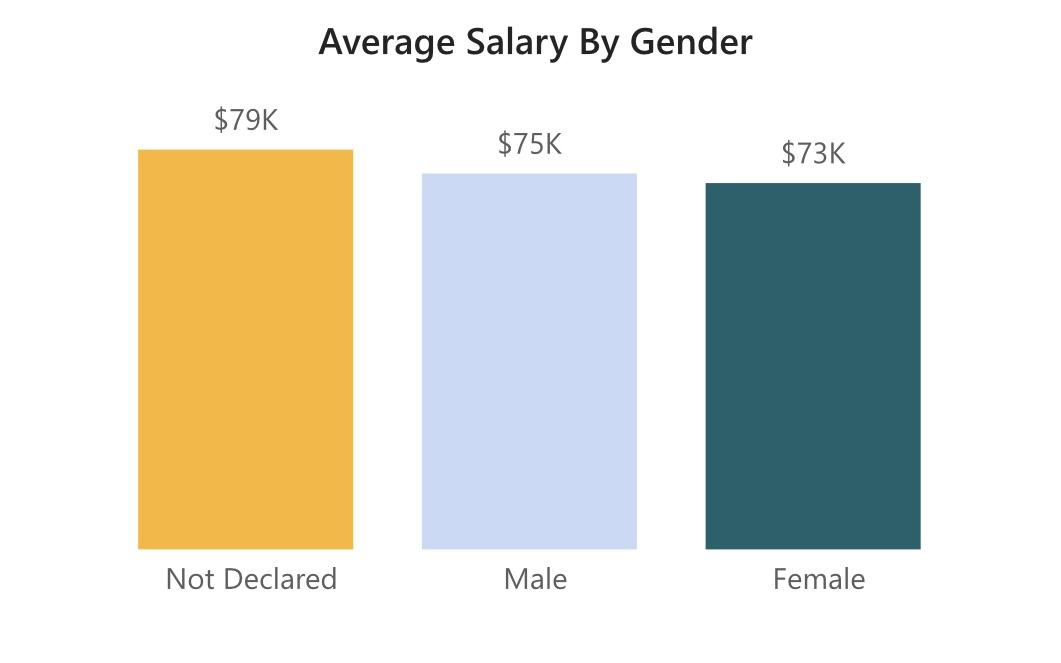 Average Salary By Gender
$79K
$75K
$73K
Not Declared
Male
Female